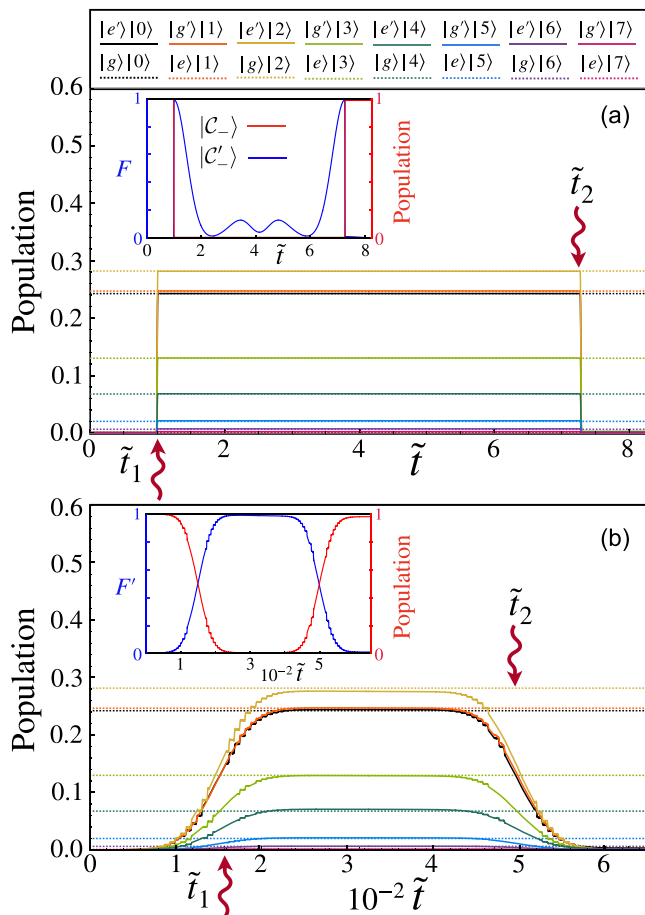 |e′⟩|0⟩ |g′⟩|1⟩ |e′⟩|2⟩ |g′⟩|3⟩ |e′⟩|4⟩ |g′⟩|5⟩ |e′⟩|6⟩ |g′⟩|7⟩
|g⟩|0⟩ |e⟩|1⟩ |g⟩|2⟩ |e⟩|3⟩ |g⟩|4⟩ |e⟩|5⟩ |g⟩|6⟩ |e⟩|7⟩
0.6
(a)
1
|𝒞₋⟩
1
|𝒞′₋⟩
F
Population
0
0
0 2 4 6 8
t̃
0.5
0.4
0.3
0.2
0.1
0.0
Population
t̃₂
0 2 4 6 8
t̃
t̃₁
0.6
(b)
1
1
F′
Population
0
0
1 3 5
10⁻² t̃
0.5
0.4
0.3
0.2
0.1
0.0
Population
t̃₂
0 1 2 3 4 5 6
t̃₁
10⁻² t̃